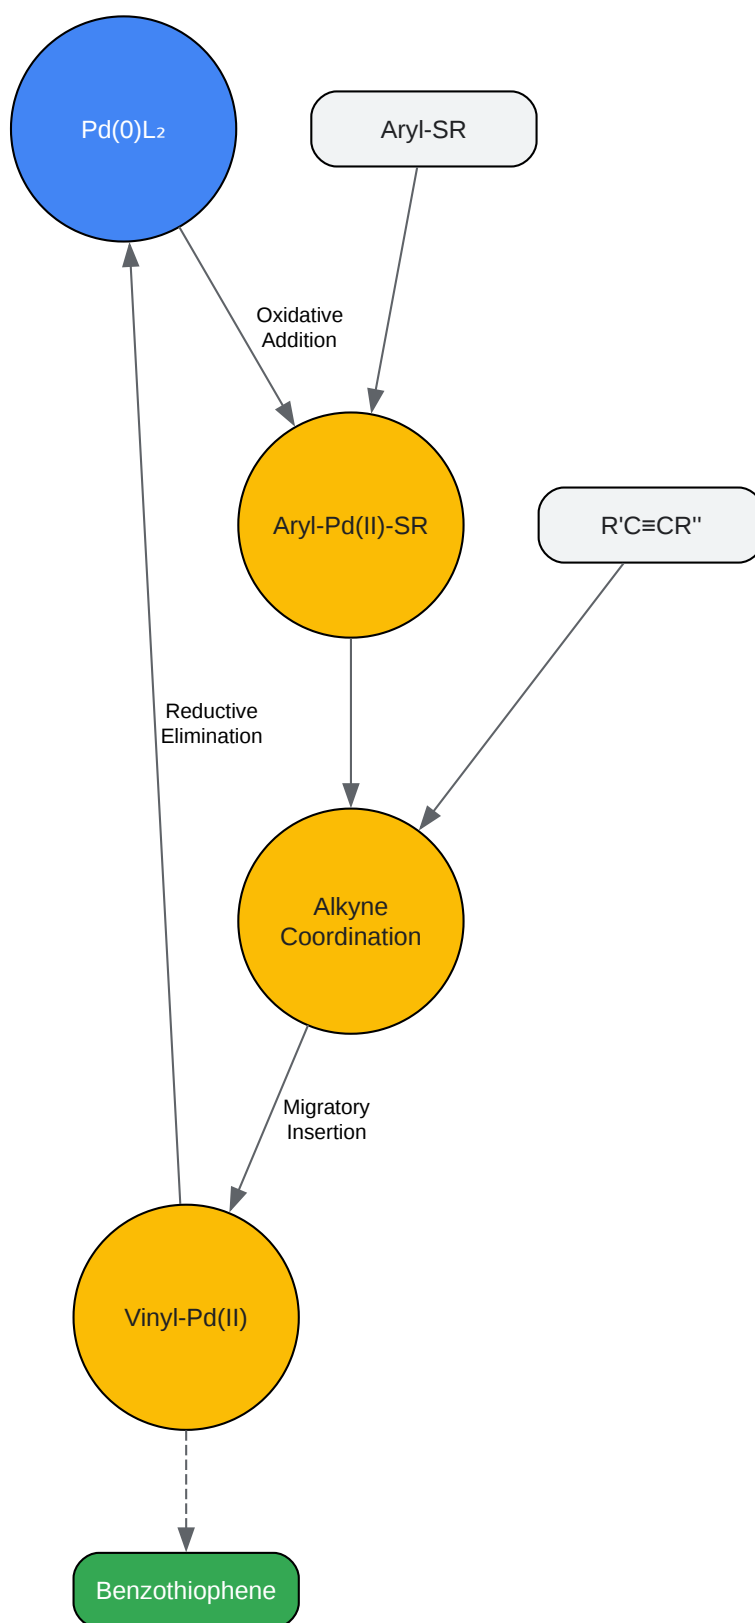 Pd(0)L₂
Aryl-SR
Oxidative
Addition
Aryl-Pd(II)-SR
R'C≡CR''
Reductive
Elimination
Alkyne
Coordination
Migratory
Insertion
Vinyl-Pd(II)
Benzothiophene